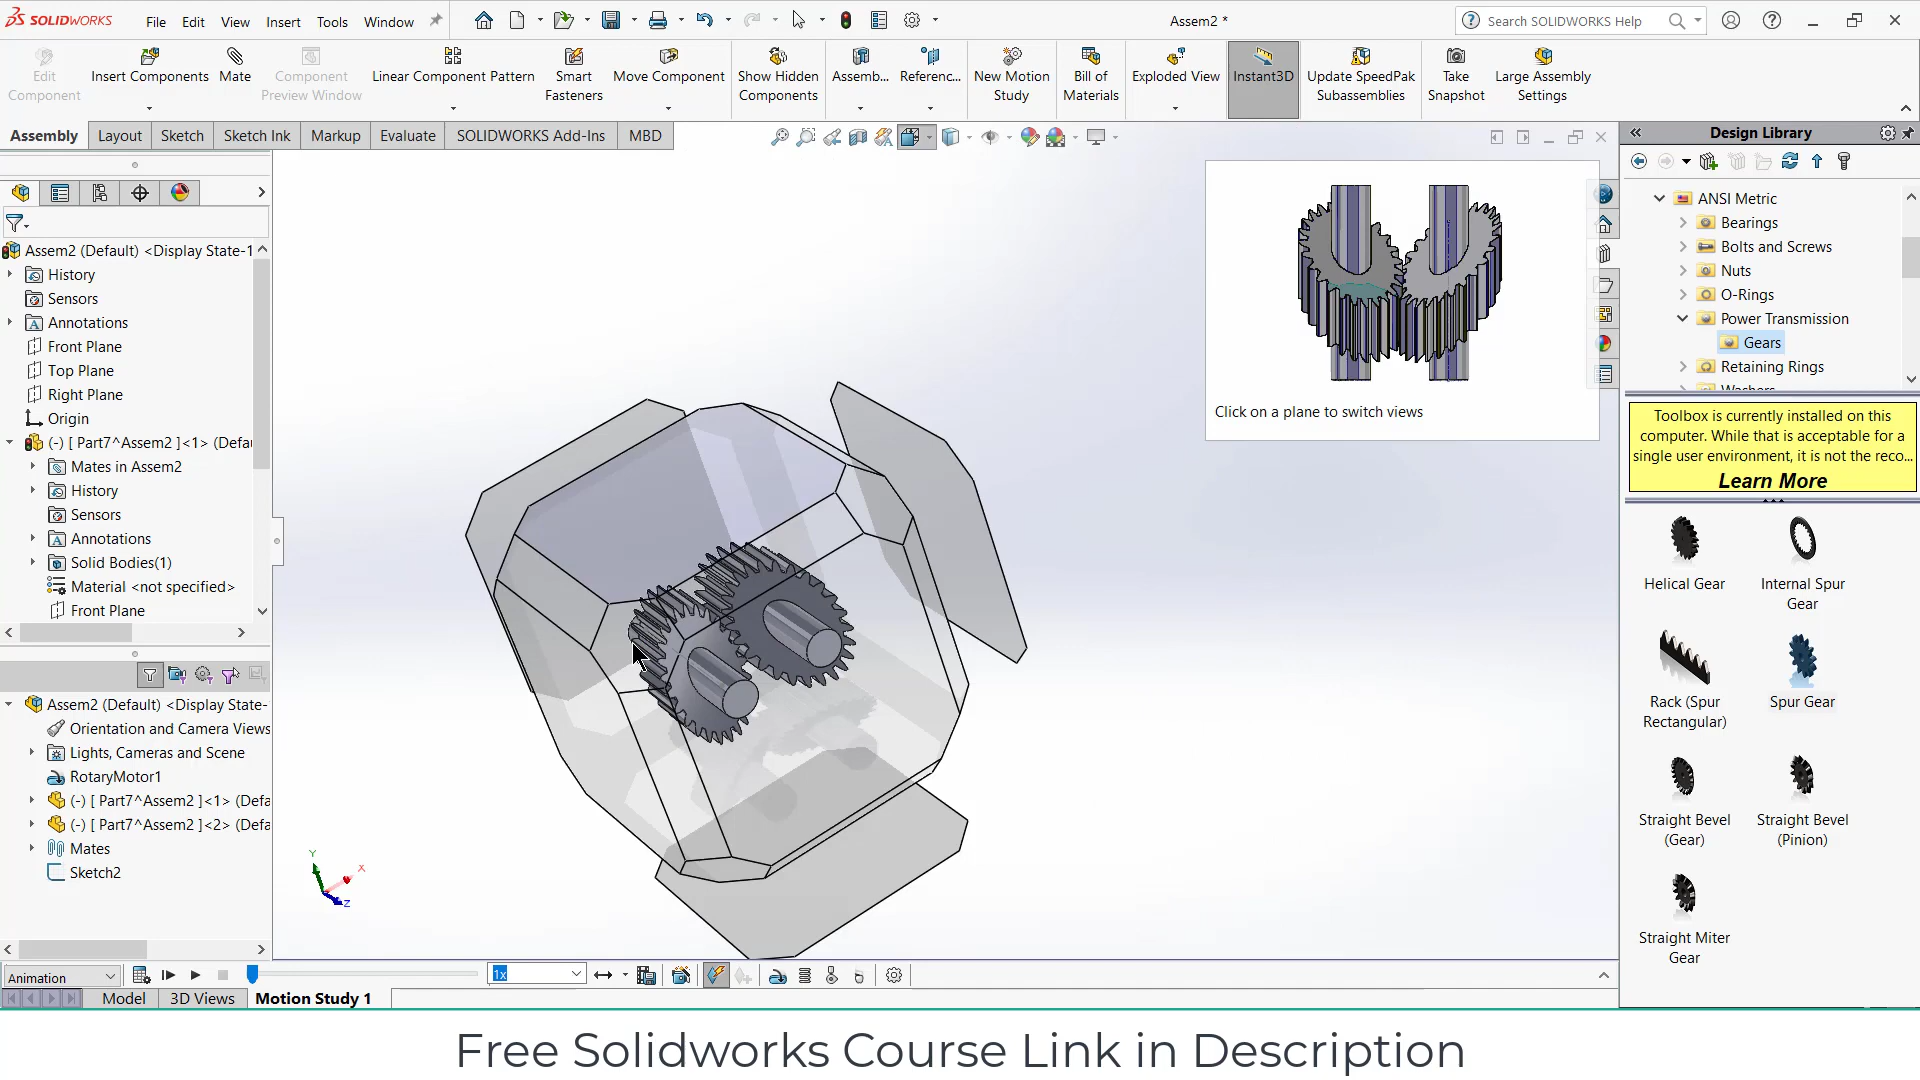 SOLIDWORKS
File Edit View Insert Tools Window
Assem2 *
Search SOLIDWORKS Help
Edit Component
Insert Components
Mate
Component Preview Window
Linear Component Pattern
Smart Fasteners
Move Component
Show Hidden Components
Assemb...
Referenc...
New Motion Study
Bill of Materials
Exploded View
Instant3D
Update SpeedPak Subassemblies
Take Snapshot
Large Assembly Settings
Assembly Layout Sketch Sketch Ink Markup Evaluate SOLIDWORKS Add-Ins MBD
Assem2 (Default) <Display State-1
History
Sensors
Annotations
Front Plane
Top Plane
Right Plane
Origin
(-) [ Part7^Assem2 ]<1> (Defau
Mates in Assem2
History
Sensors
Annotations
Solid Bodies(1)
Material <not specified>
Front Plane
Assem2 (Default) <Display State-
Orientation and Camera Views
Lights, Cameras and Scene
RotaryMotor1
(-) [ Part7^Assem2 ]<1> (Defa
(-) [ Part7^Assem2 ]<2> (Defa
Mates
Sketch2
Y
X
Z
Click on a plane to switch views
Design Library
ANSI Metric
Bearings
Bolts and Screws
Nuts
O-Rings
Power Transmission
Gears
Retaining Rings
Washers
Toolbox is currently installed on this
computer. While that is acceptable for a
single user environment, it is not the reco...
Learn More
Helical Gear
Internal Spur
Gear
Rack (Spur
Rectangular)
Spur Gear
Straight Bevel
(Gear)
Straight Bevel
(Pinion)
Straight Miter
Gear
Animation
1x
Model 3D Views Motion Study 1
Free Solidworks Course Link in Description